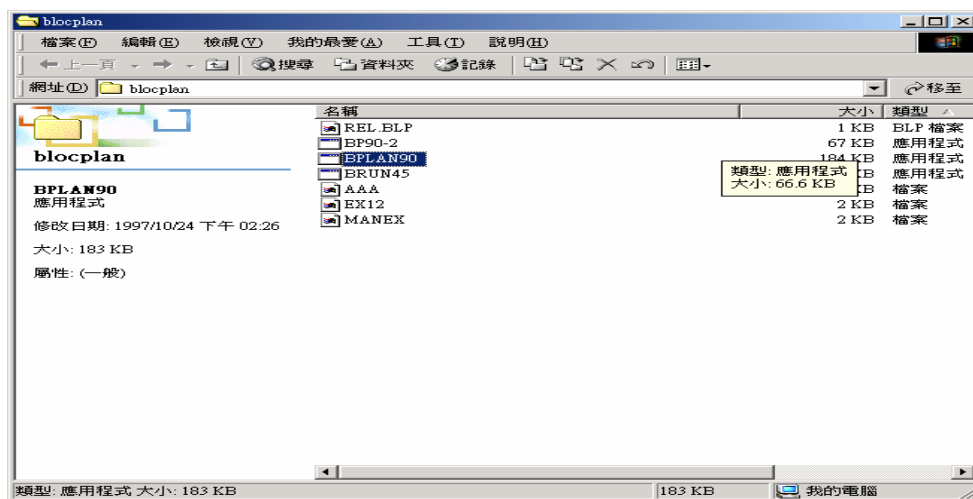 blocplan
檔案(F) 編輯(E) 檢視(V) 我的最愛(A) 工具(T) 說明(H)
上一頁 搜尋 資料夾 記錄
網址(D) blocplan 移至
blocplan
BPLAN90
應用程式
修改日期: 1997/10/24 下午 02:26
大小: 183 KB
屬性: (一般)
名稱 大小 類型
REL.BLP 1 KB BLP 檔案
BP90-2 67 KB 應用程式
BPLAN90 184 KB 應用程式
BRUN45 KB 應用程式
AAA KB 檔案
EX12 2 KB 檔案
MANEX 2 KB 檔案
類型: 應用程式
大小: 66.6 KB
類型: 應用程式 大小: 183 KB 183 KB 我的電腦